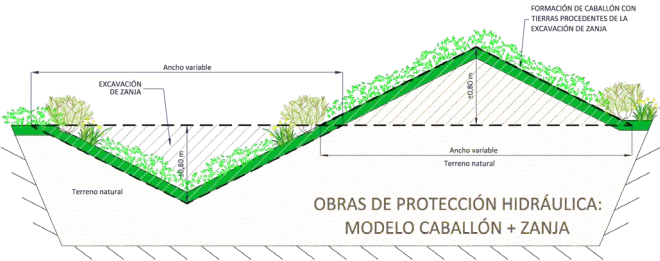 FORMACIÓN DE CABALLÓN CON
TIERRAS PROCEDENTES DE LA
EXCAVACIÓN DE ZANJA
Ancho variable
EXCAVACIÓN
DE ZANJA
±0,80 m
±0,80 m
Ancho variable
Terreno natural
Terreno natural
OBRAS DE PROTECCIÓN HIDRÁULICA:
MODELO CABALLÓN + ZANJA